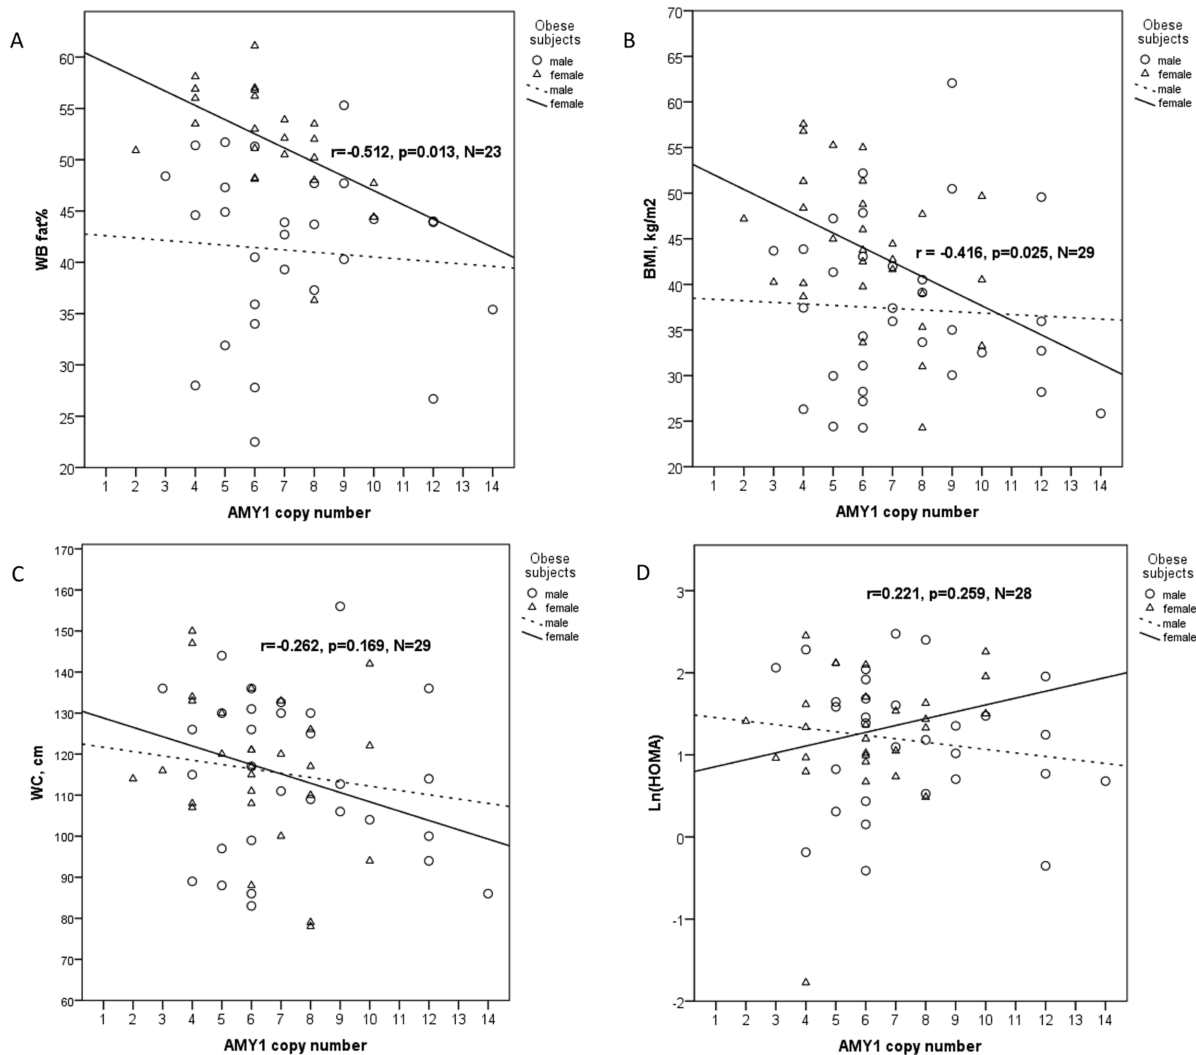 A
WB fat%
60
55
50
45
40
35
30
25
20
r=-0.512, p=0.013, N=23
1 2 3 4 5 6 7 8 9 10 12 13 14
AMY1 copy number
Obese
subjects
male
female
male
female
B
BMI, kg/m2
70
65
60
55
50
45
40
35
30
25
20
r = -0.416, p=0.025, N=29
1 2 3 4 5 6 7 8 9 10 12 13 14
AMY1 copy number
Obese
subjects
male
female
male
female
C
WC, cm
170
160
150
140
130
120
110
100
90
80
60
r=-0.262, p=0.169, N=29
1 2 3 4 5 6 7 8 9 10 12 13 14
AMY1 copy number
Obese
subjects
male
female
male
female
D
Ln(HOMA)
3
2
1
0
-1
-2
r=0.221, p=0.259, N=28
1 2 3 4 5 6 7 8 9 10 12 13 14
AMY1 copy number
Obese
subjects
male
female
male
female